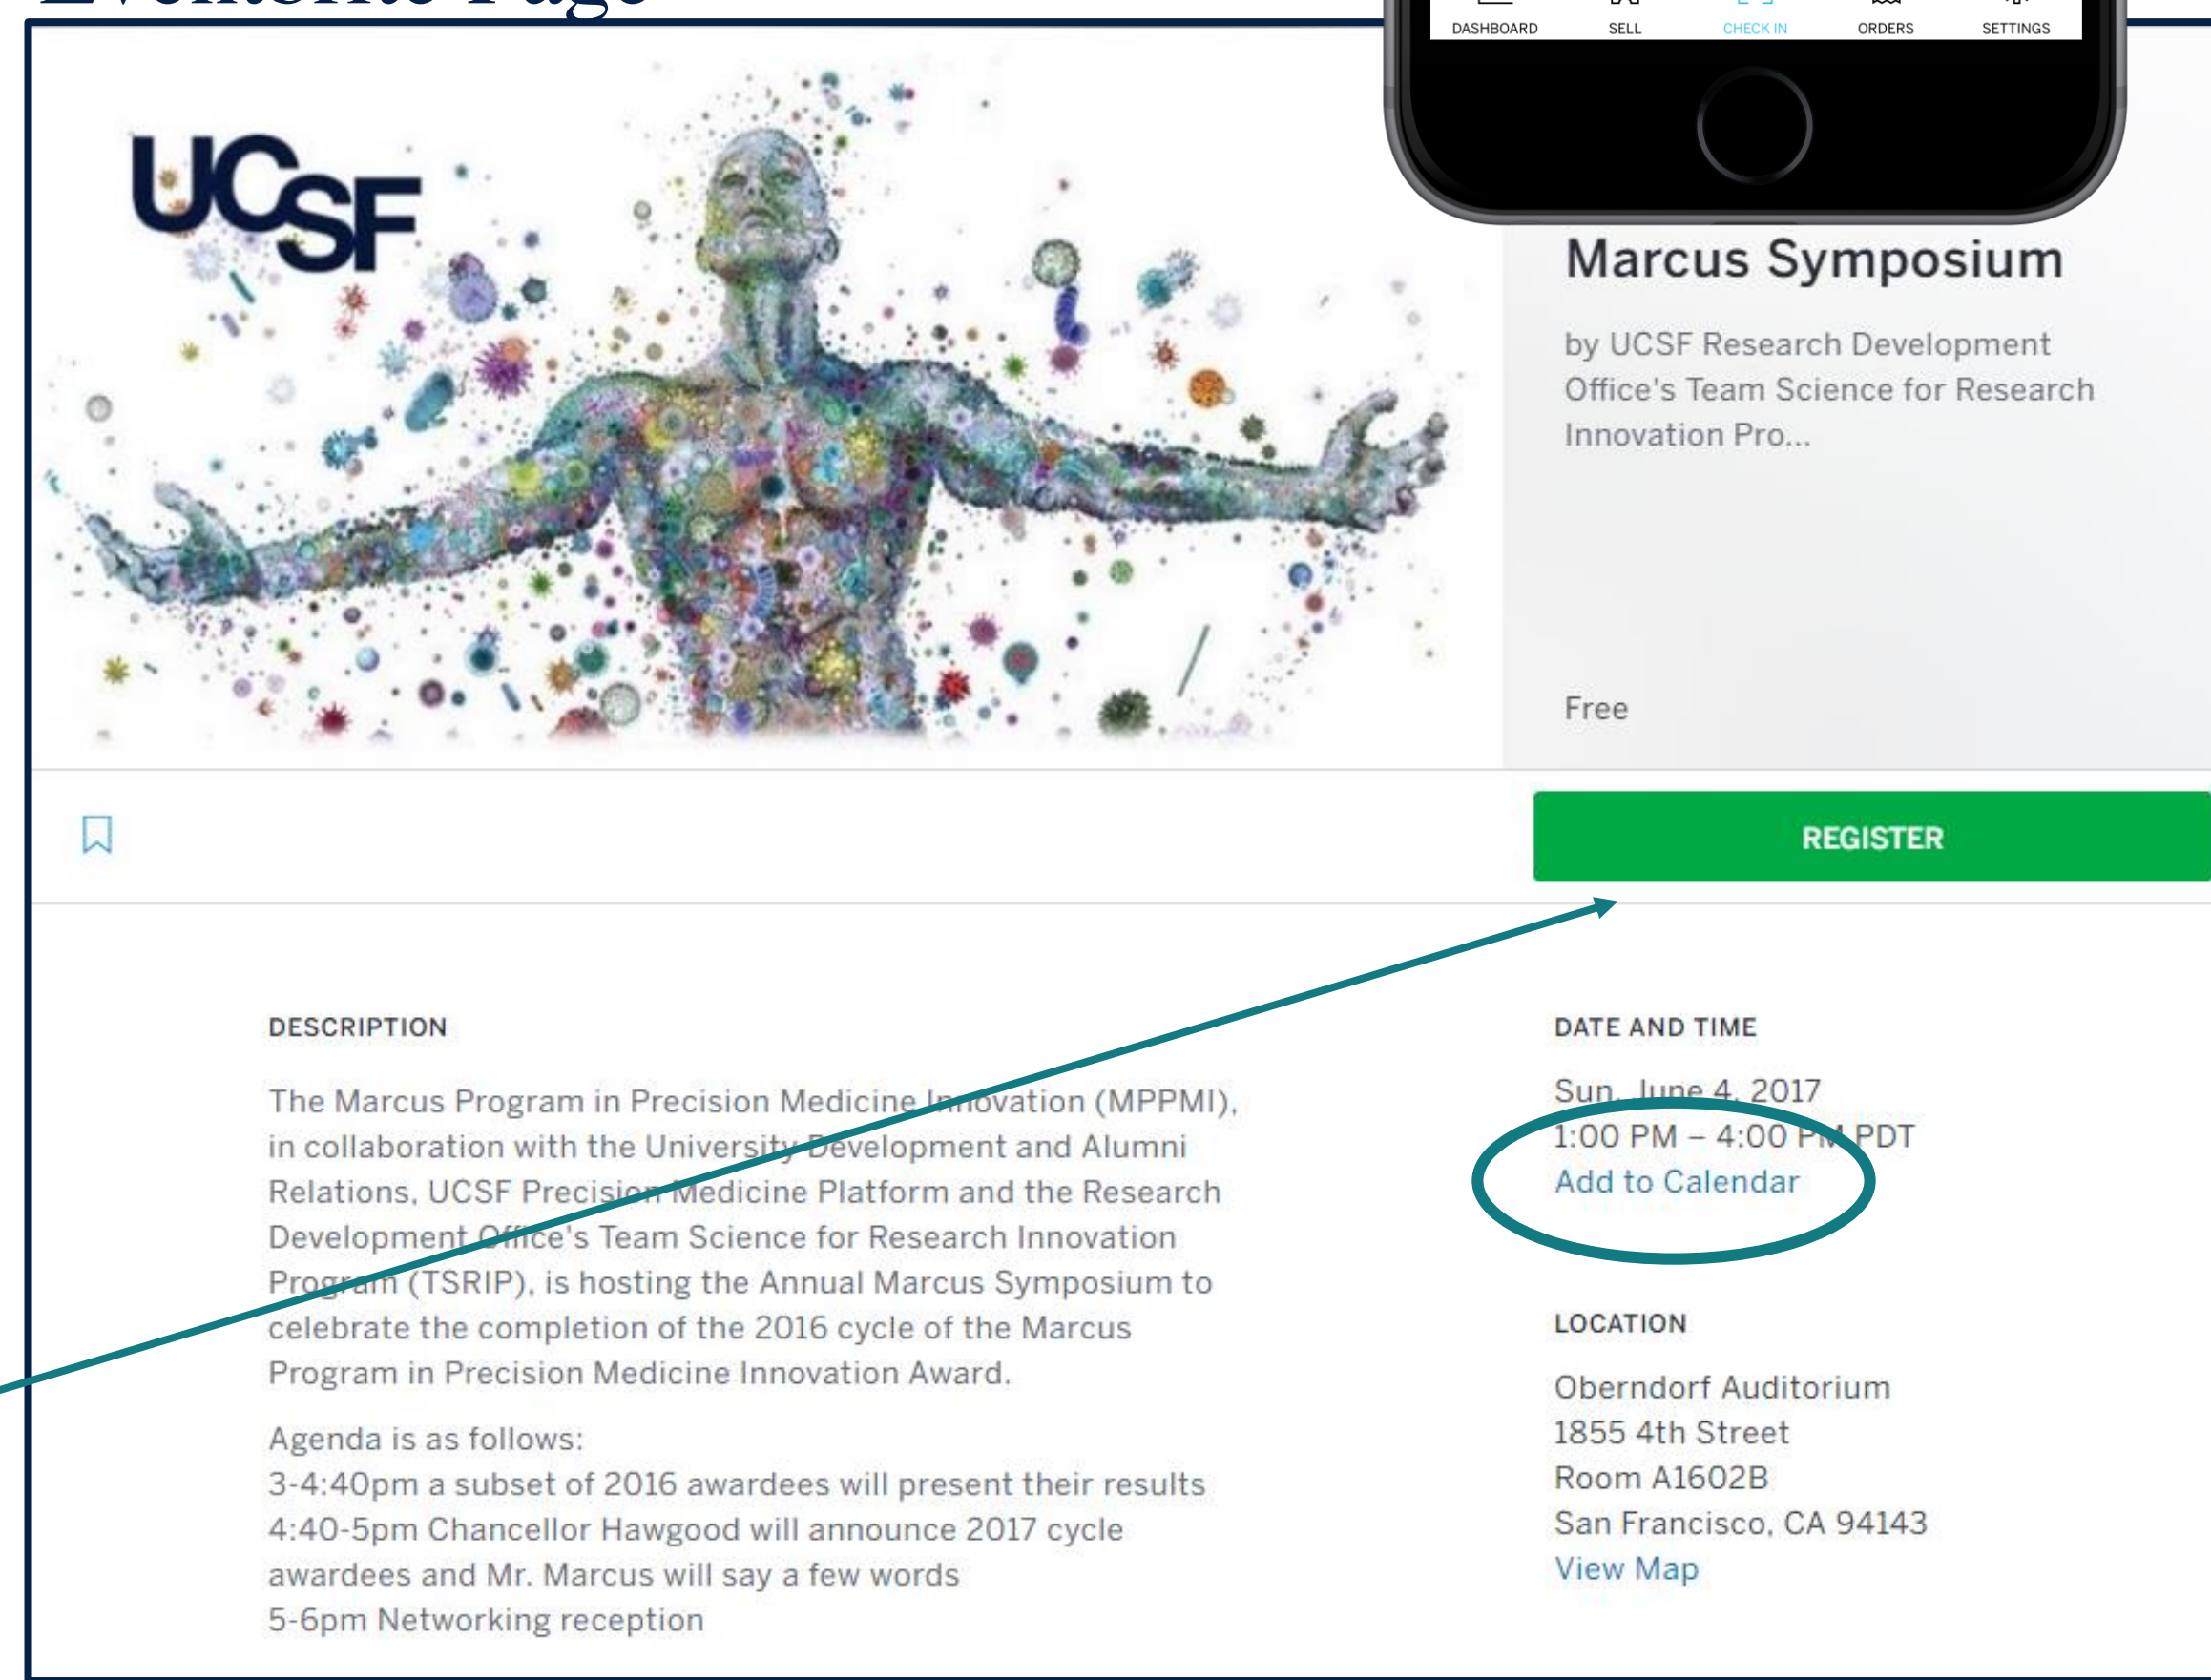 EventBrite Page
DASHBOARD SELL CHECK IN ORDERS SETTINGS
UCSF
Marcus Symposium
by UCSF Research Development
Office's Team Science for Research
Innovation Pro...
Free
REGISTER
DESCRIPTION
The Marcus Program in Precision Medicine Innovation (MPPMI),
in collaboration with the University Development and Alumni
Relations, UCSF Precision Medicine Platform and the Research
Development Office's Team Science for Research Innovation
Program (TSRIP), is hosting the Annual Marcus Symposium to
celebrate the completion of the 2016 cycle of the Marcus
Program in Precision Medicine Innovation Award.
Agenda is as follows:
3-4:40pm a subset of 2016 awardees will present their results
4:40-5pm Chancellor Hawgood will announce 2017 cycle
awardees and Mr. Marcus will say a few words
5-6pm Networking reception
DATE AND TIME
Sun, June 4, 2017
1:00 PM – 4:00 PM PDT
Add to Calendar
LOCATION
Oberndorf Auditorium
1855 4th Street
Room A1602B
San Francisco, CA 94143
View Map